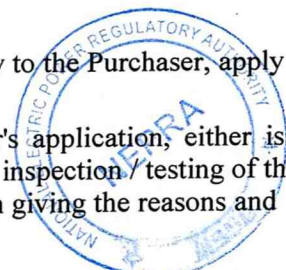 y to the Purchaser, apply
r's application, either is
inspection / testing of th
n giving the reasons and
NATIONAL ELECTRIC POWER REGULATORY AUTHORITY
NEPRA